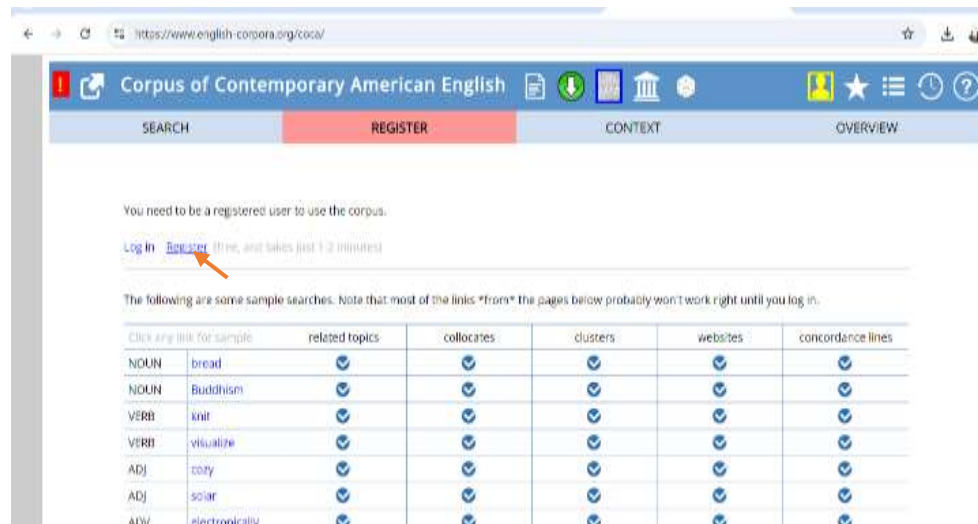 https://www.english-corpora.org/coca/
! Corpus of Contemporary American English ?
SEARCH REGISTER CONTEXT OVERVIEW
You need to be a registered user to use the corpus.
Log in Register (free, and takes just 1-2 minutes)
The following are some sample searches. Note that most of the links *from* the pages below probably won't work right until you log in.
Click any link for sample related topics collocates clusters websites concordance lines
NOUN bread
NOUN Buddhism
VERB knit
VERB visualize
ADJ cozy
ADJ solar
ADV electronically